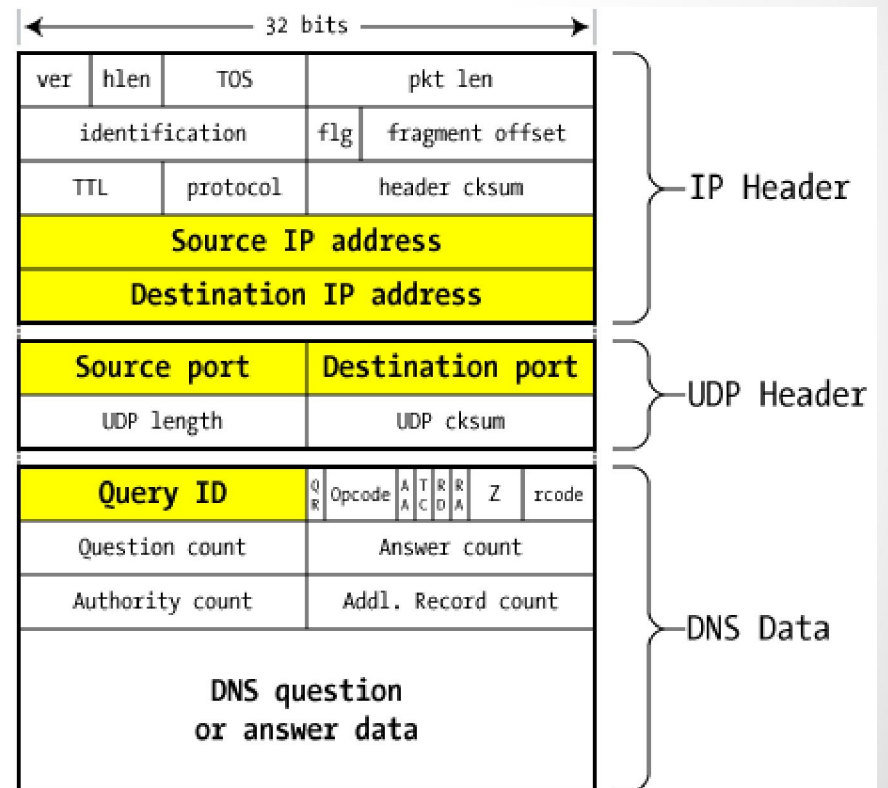 32 bits
ver hlen TOS pkt len
identification flg fragment offset
TTL protocol header cksum
IP Header
Source IP address
Destination IP address
Source port Destination port
UDP length UDP cksum
UDP Header
Query ID QR Opcode AA TC RD RA Z rcode
Question count Answer count
Authority count Addl. Record count
DNS Data
DNS question
or answer data